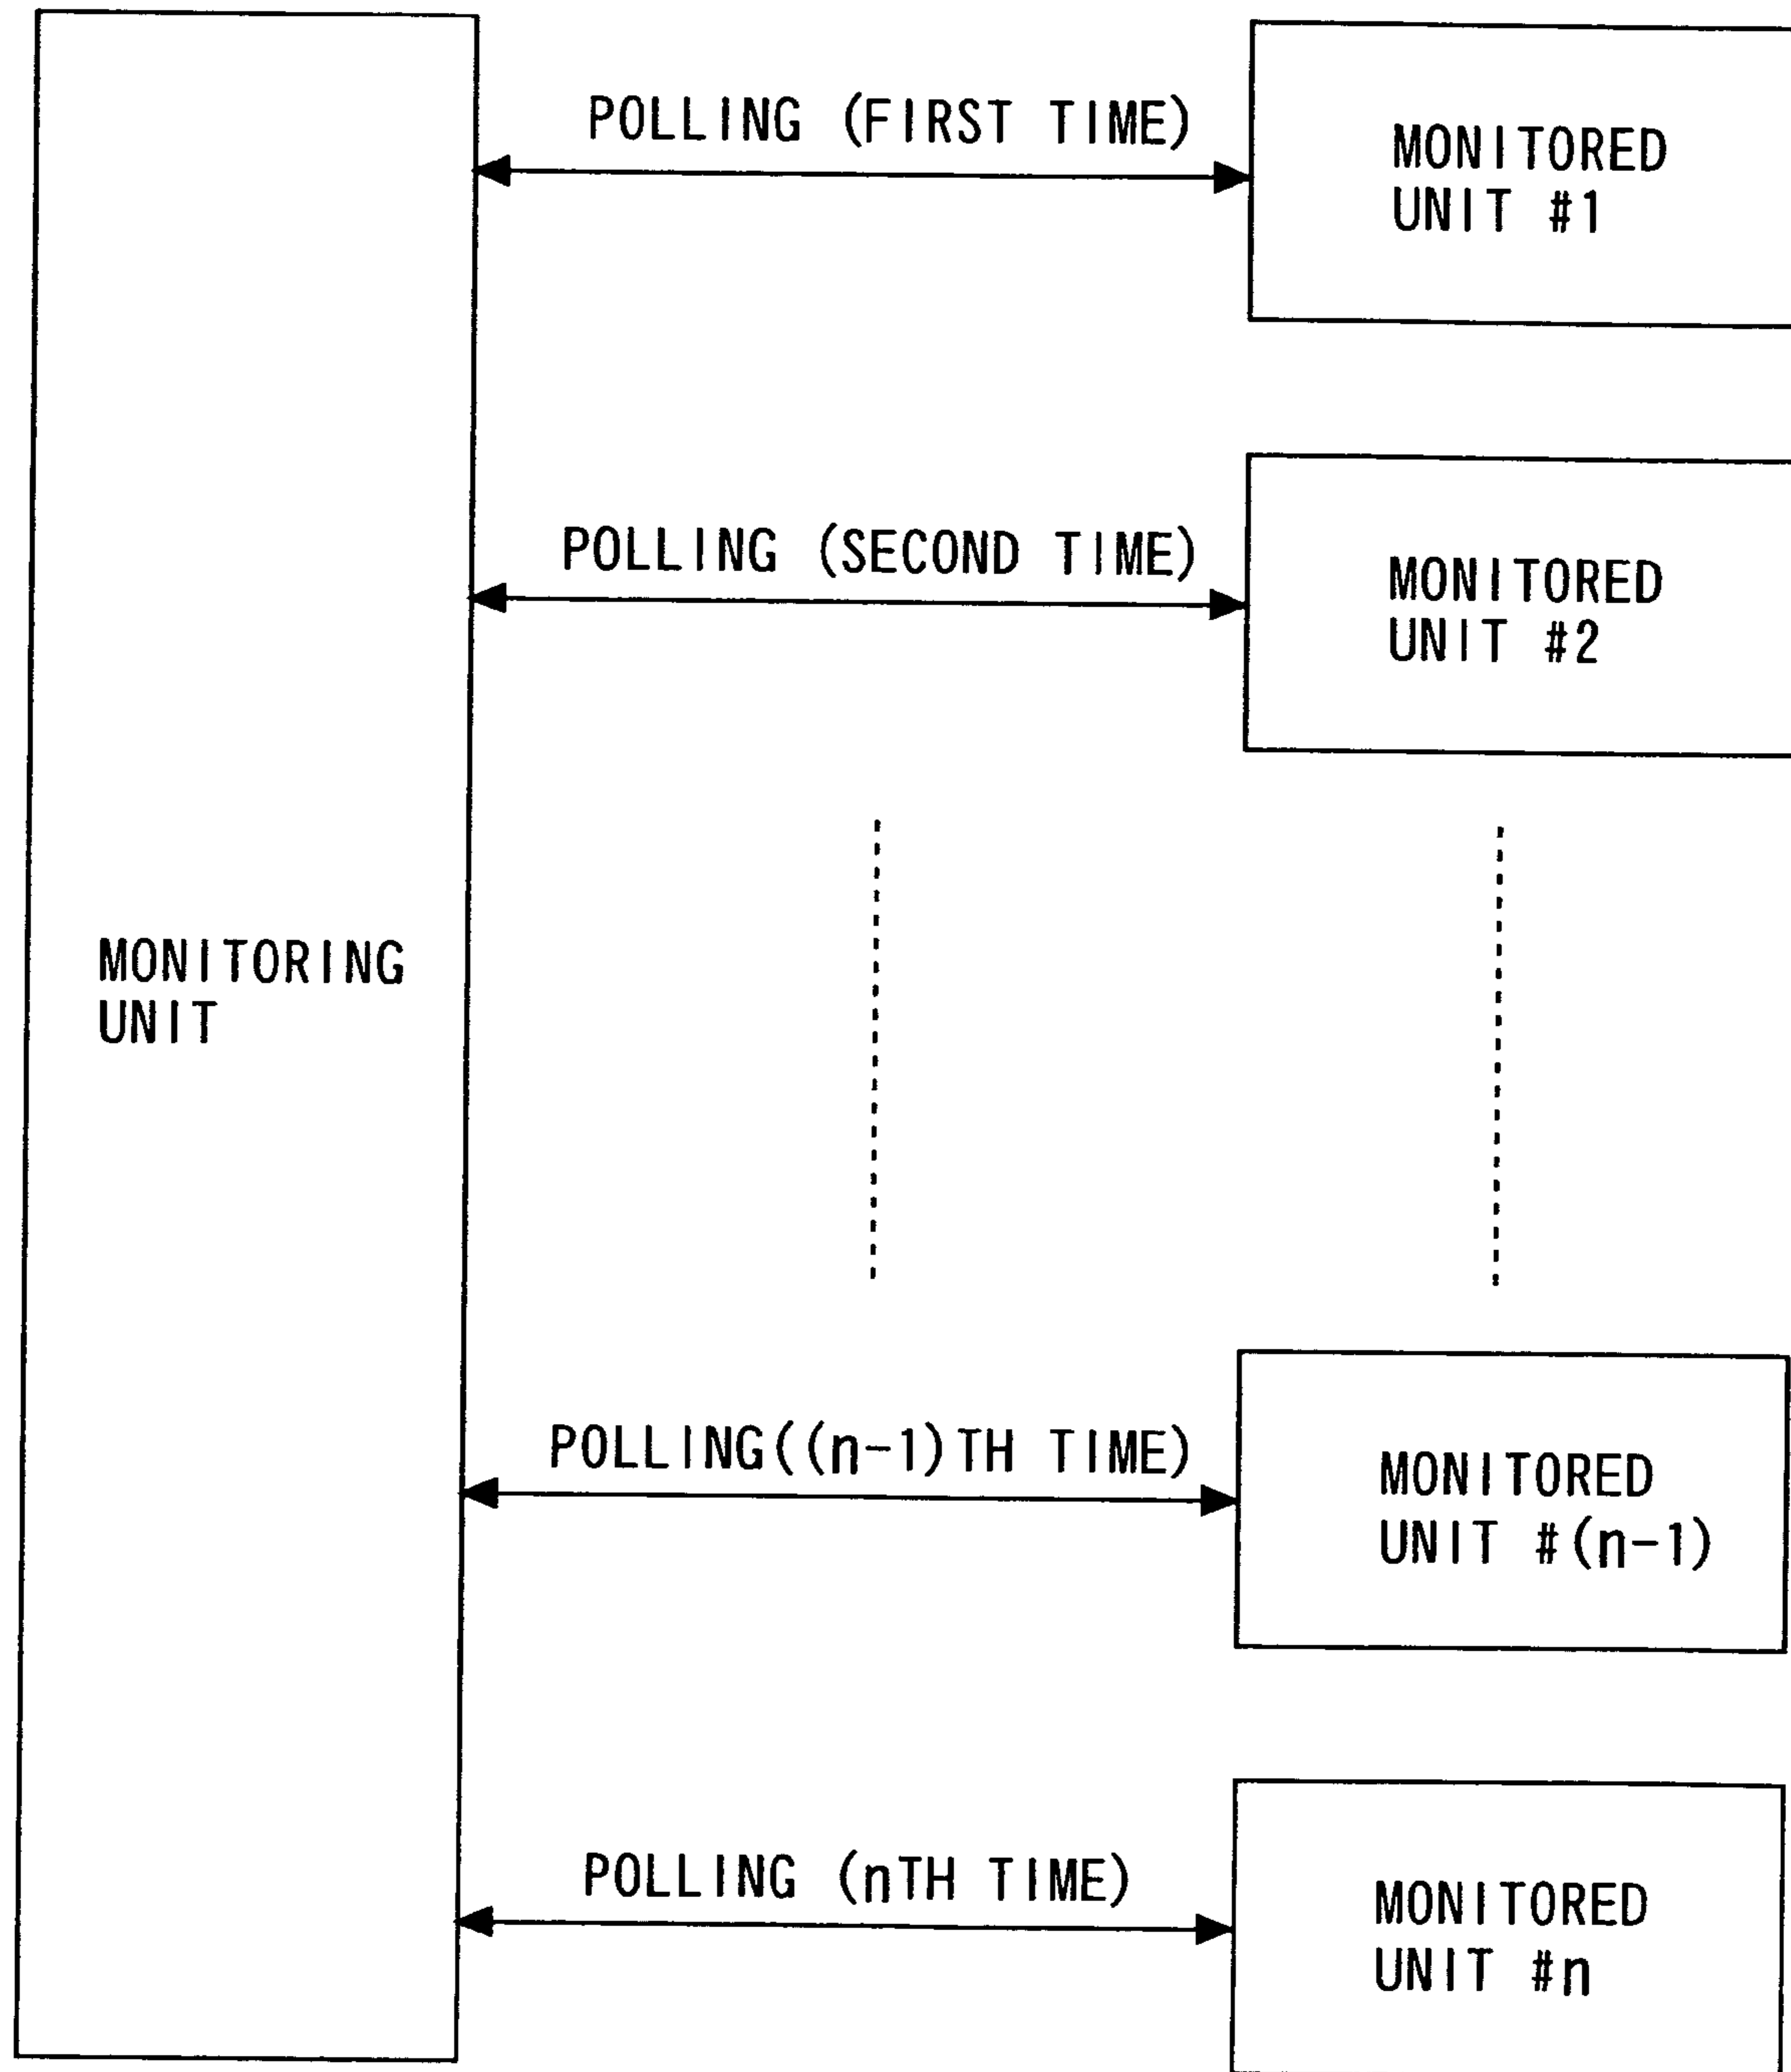 POLLING (FIRST TIME)
MONITORED
UNIT #1
POLLING (SECOND TIME)
MONITORED
UNIT #2
MONITORING
UNIT
POLLING((n-1)TH TIME)
MONITORED
UNIT #(n-1)
POLLING (nTH TIME)
MONITORED
UNIT #n